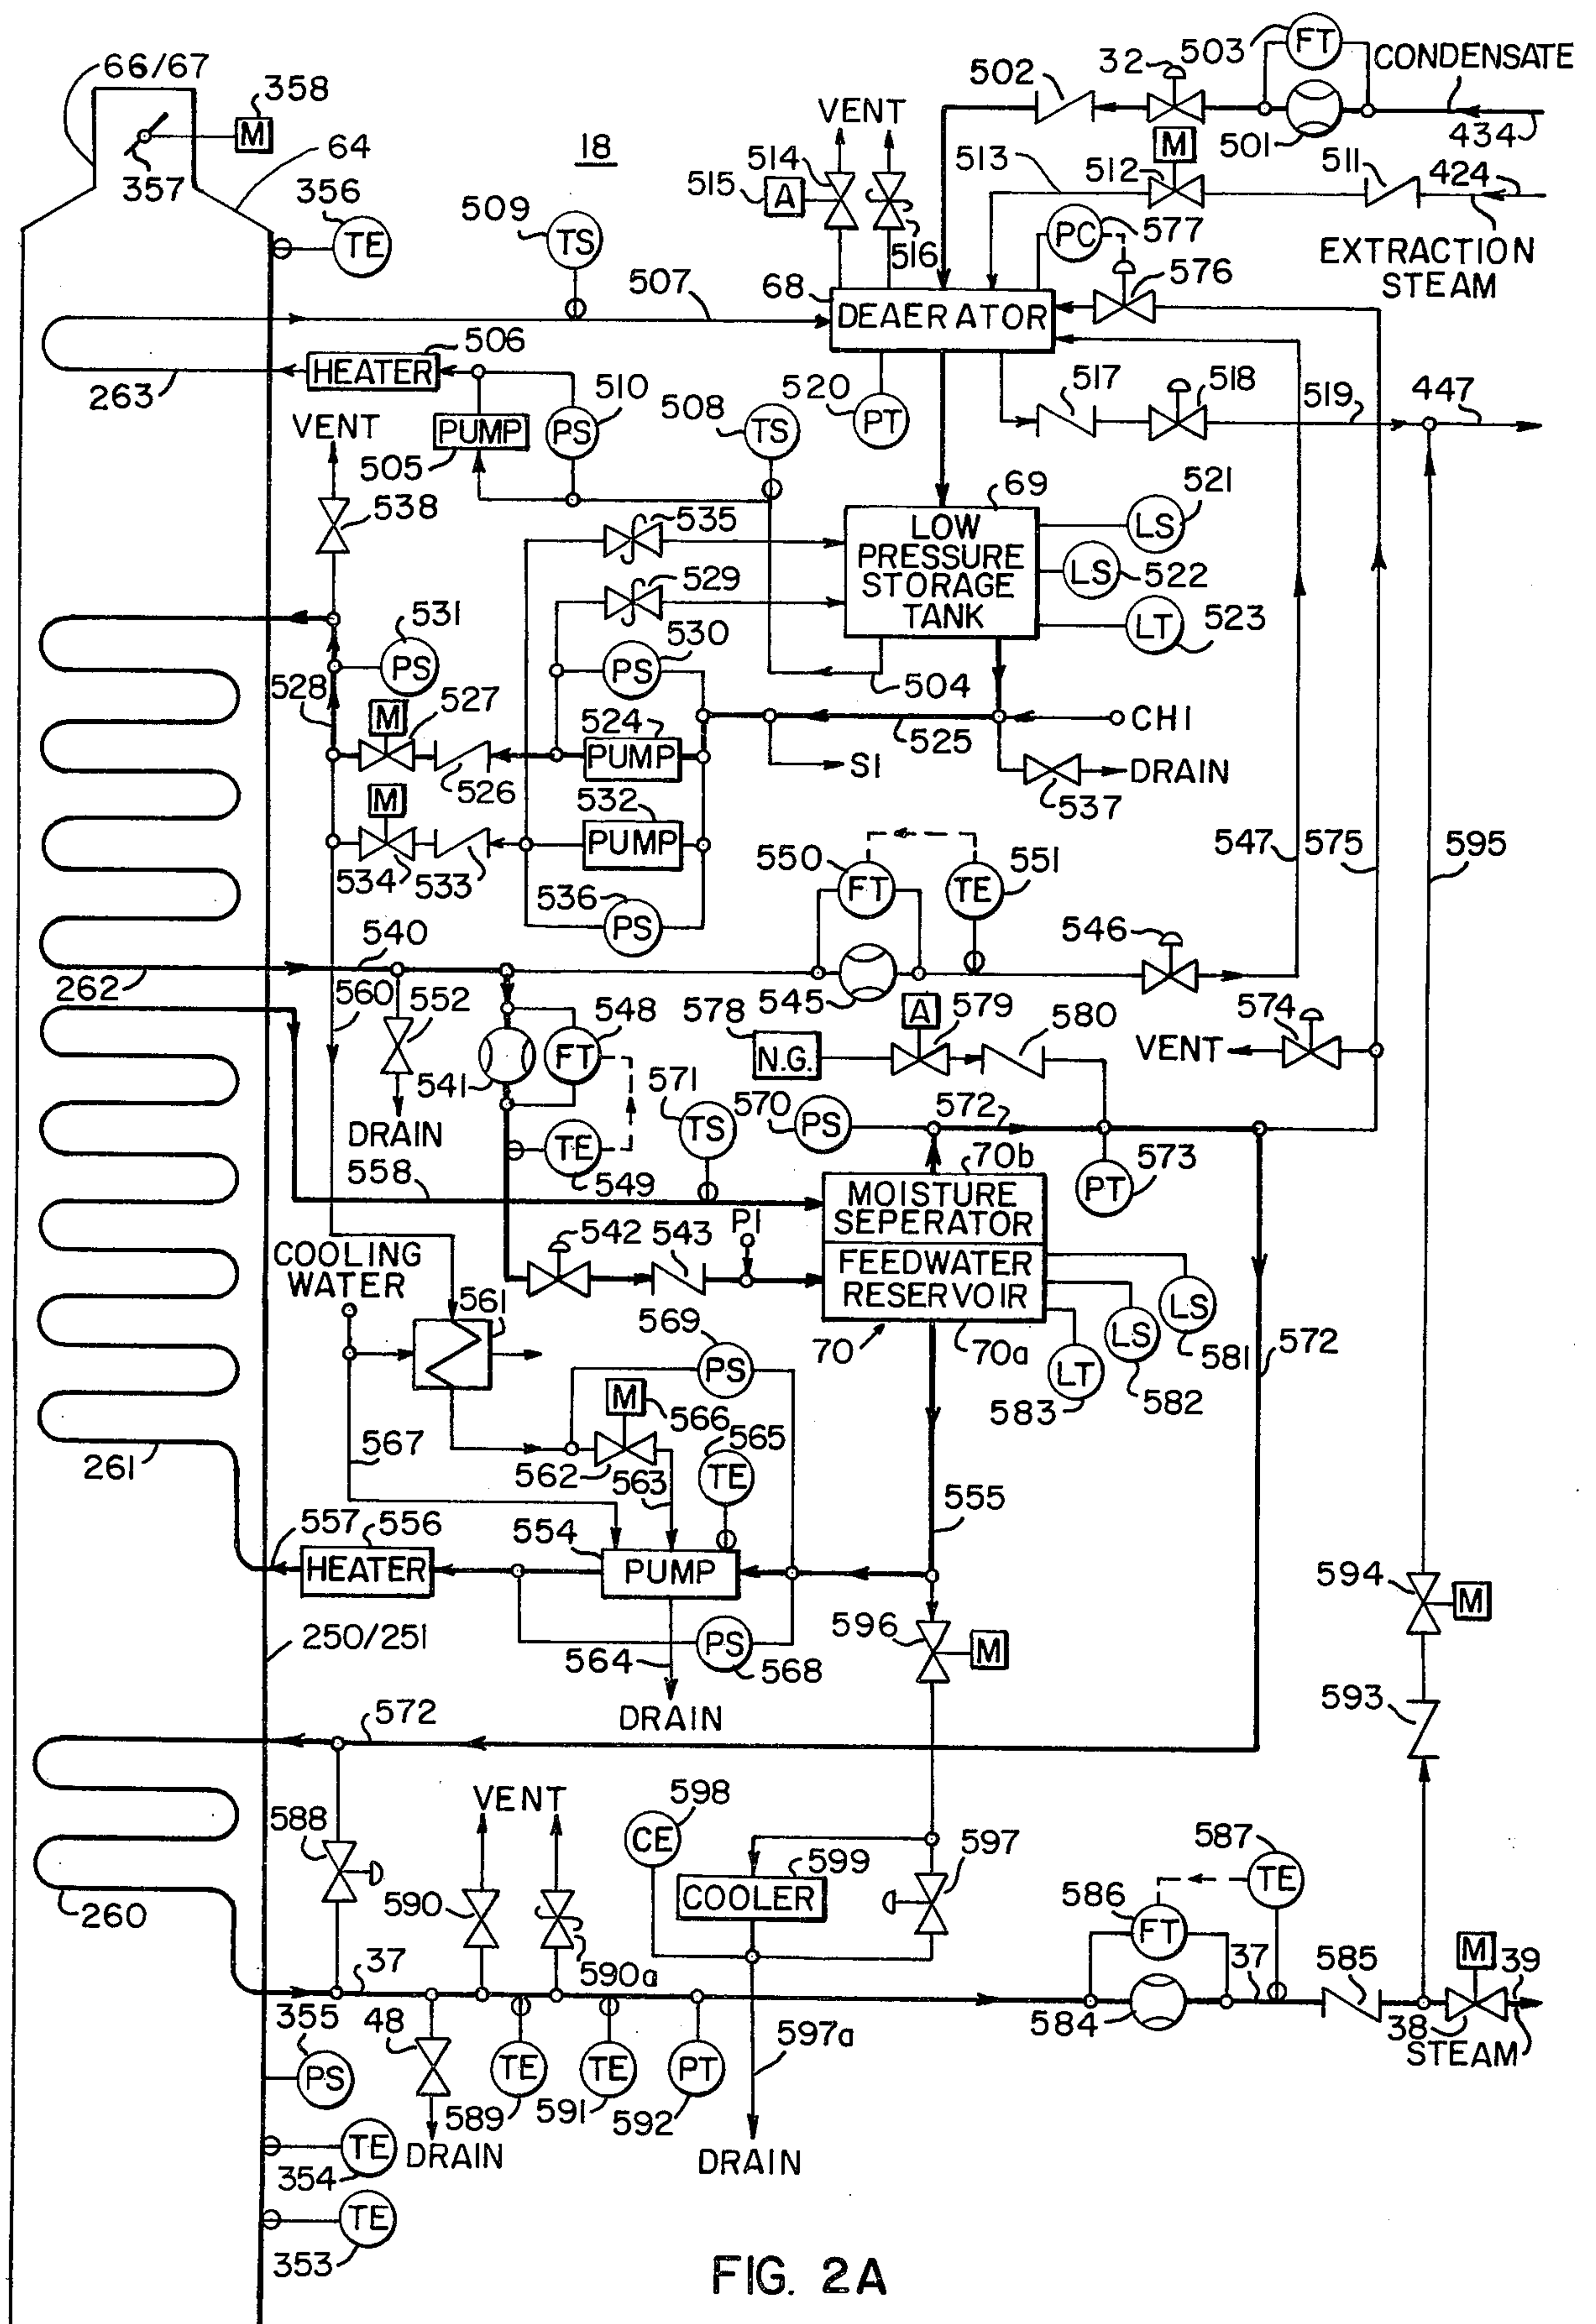 66/67
M
358
357
64
356
TE
18
509
TS
507
VENT
514
515
A
516
502
32
503
FT
CONDENSATE
501
434
M
513
512
511
424
EXTRACTION
STEAM
PC
577
576
68
DEAERATOR
506
HEATER
263
510
PS
PUMP
505
508
TS
520
PT
517
518
519
447
VENT
538
535
529
69
LOW
PRESSURE
STORAGE
TANK
LS
521
LS
522
LT
523
531
PS
530
PS
504
528
M
527
524
PUMP
525
CHI
SI
DRAIN
526
537
M
532
PUMP
534
533
536
PS
550
FT
TE
551
547
575
595
540
262
560
552
545
546
548
FT
541
578
N.G.
A
579
580
574
VENT
DRAIN
571
TS
570
PS
572
573
PT
TE
549
558
70b
MOISTURE
SEPERATOR
FEEDWATER
RESERVOIR
PI
542
543
COOLING
WATER
561
569
PS
70
70a
LT
583
LS
582
LS
581
572
M
566
565
TE
562
563
567
261
555
557
556
HEATER
554
PUMP
594
M
250/251
564
PS
568
596
M
DRAIN
593
572
588
VENT
598
CE
599
COOLER
597
587
TE
260
590
590a
586
FT
37
37
585
M
39
584
38
STEAM
355
PS
48
TE
589
TE
591
PT
592
597a
DRAIN
DRAIN
TE
354
TE
353
FIG. 2A